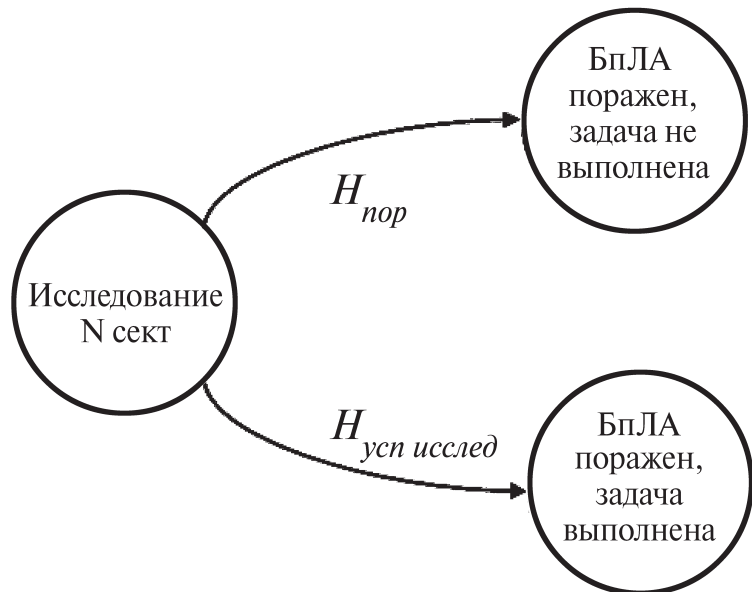 БпЛА
поражен,
задача не
выполнена
H пор
Исследование
N сект
H усп исслед
БпЛА
поражен,
задача
выполнена